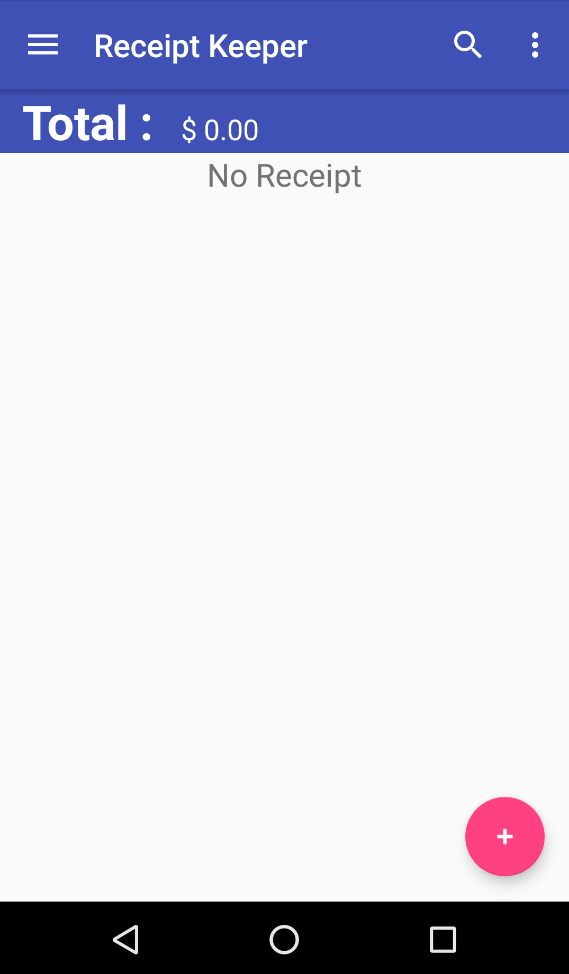 Receipt Keeper
Total : $ 0.00
No Receipt
+